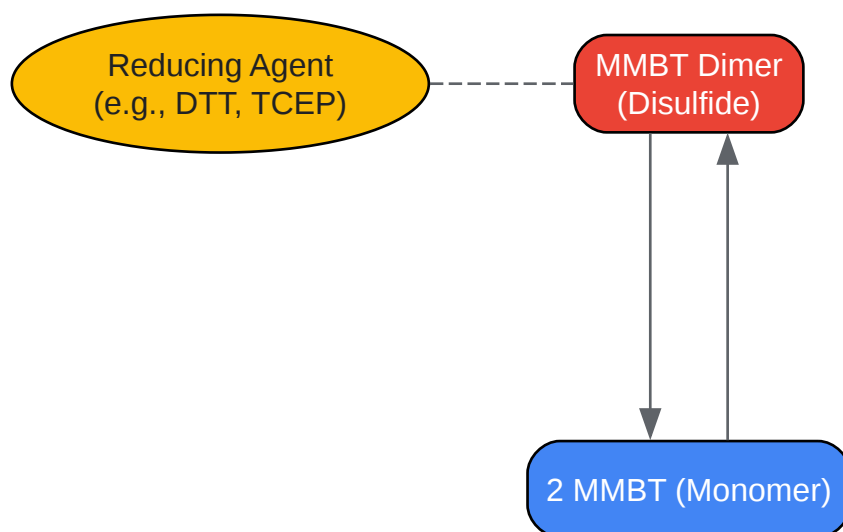 Reducing Agent
(e.g., DTT, TCEP)
MMBT Dimer
(Disulfide)
2 MMBT (Monomer)